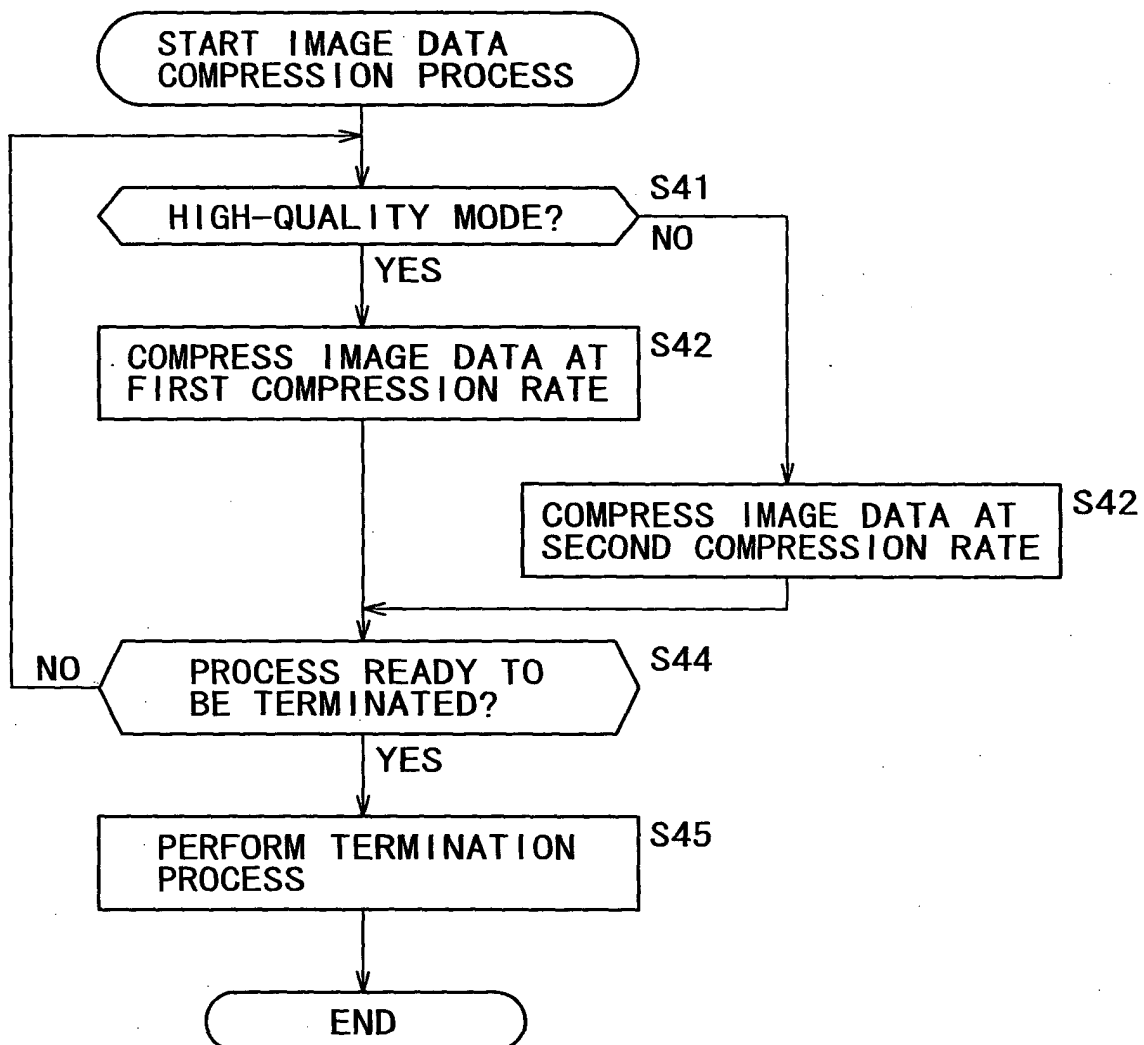 START IMAGE DATA
COMPRESSION PROCESS
HIGH-QUALITY MODE?
S41
NO
YES
COMPRESS IMAGE DATA AT
FIRST COMPRESSION RATE
S42
COMPRESS IMAGE DATA AT
SECOND COMPRESSION RATE
S42
PROCESS READY TO
BE TERMINATED?
S44
NO
YES
PERFORM TERMINATION
PROCESS
S45
END